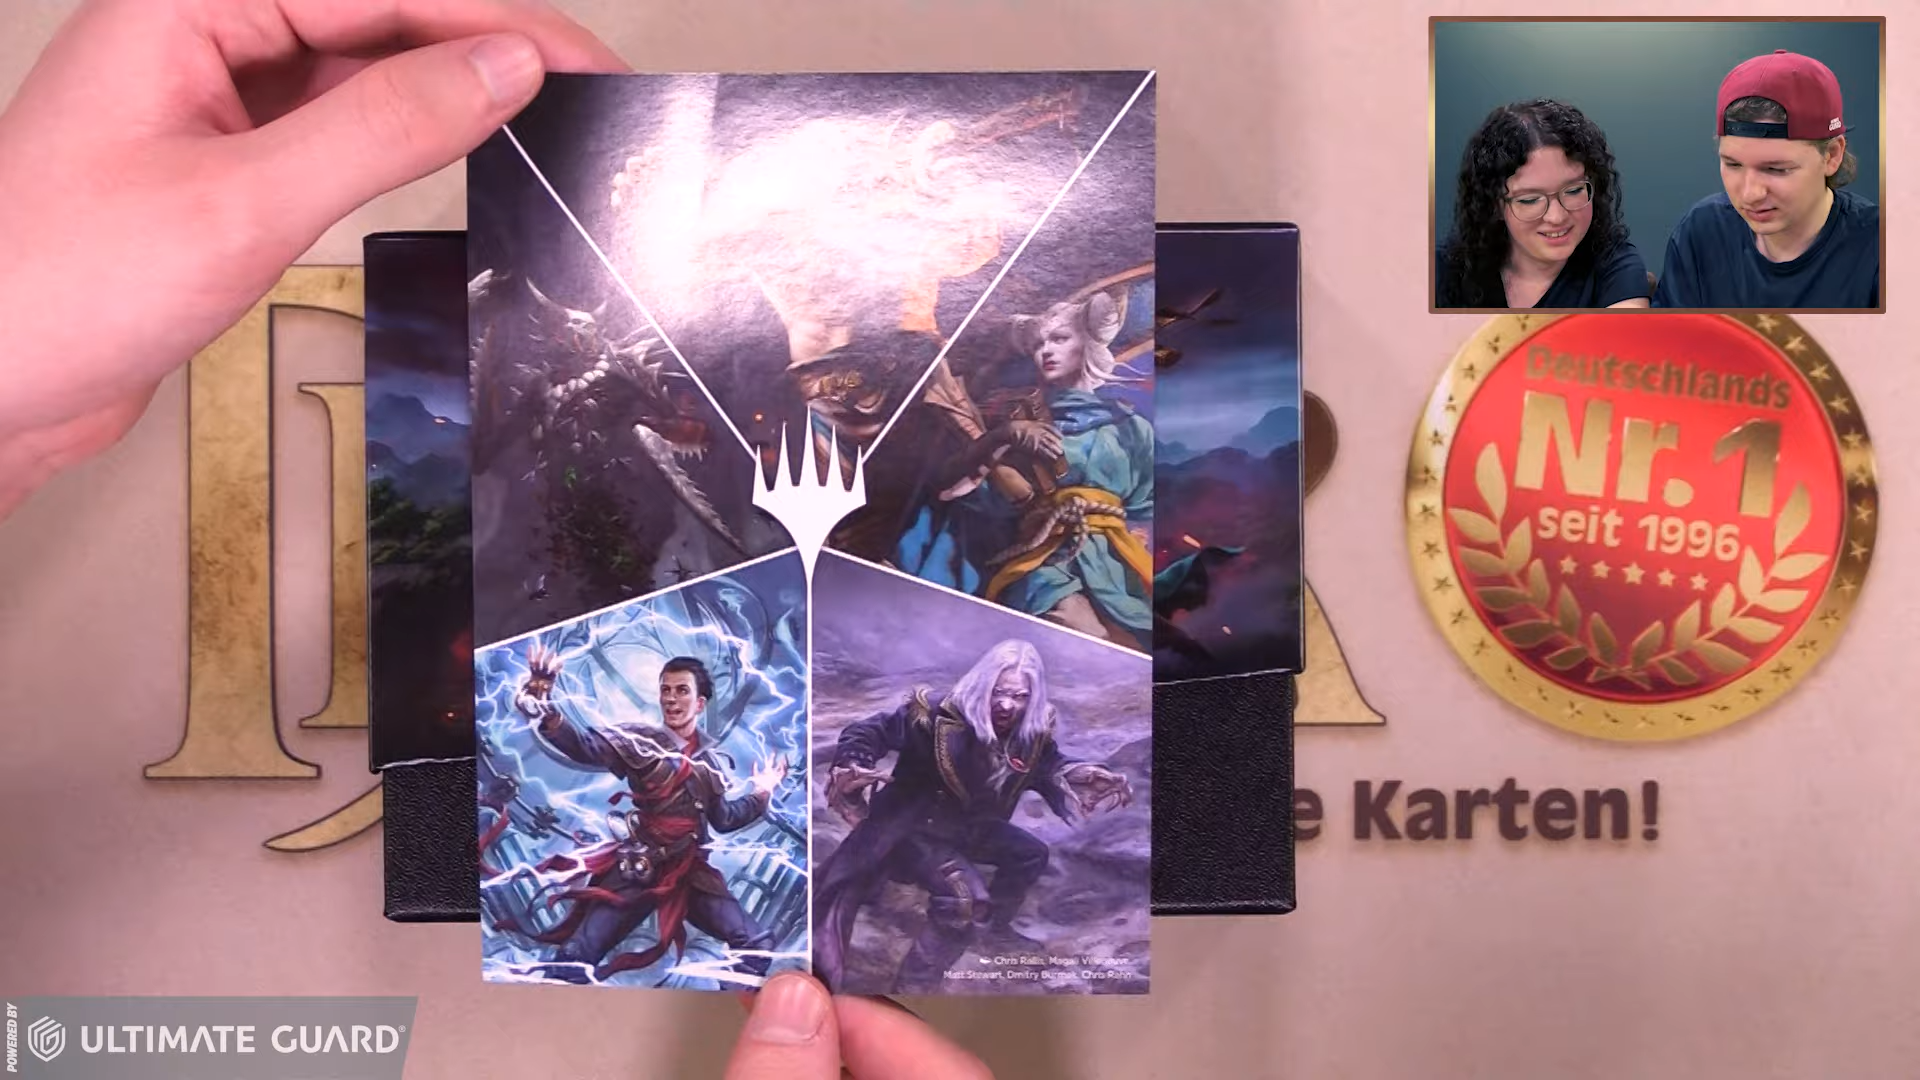 Deutschlands
Nr. 1
seit 1996
e Karten!
Chris Rallis, Magali Villeneuve,
Matt Stewart, Dmitry Burmak, Chris Rahn
POWERED BY
ULTIMATE GUARD®